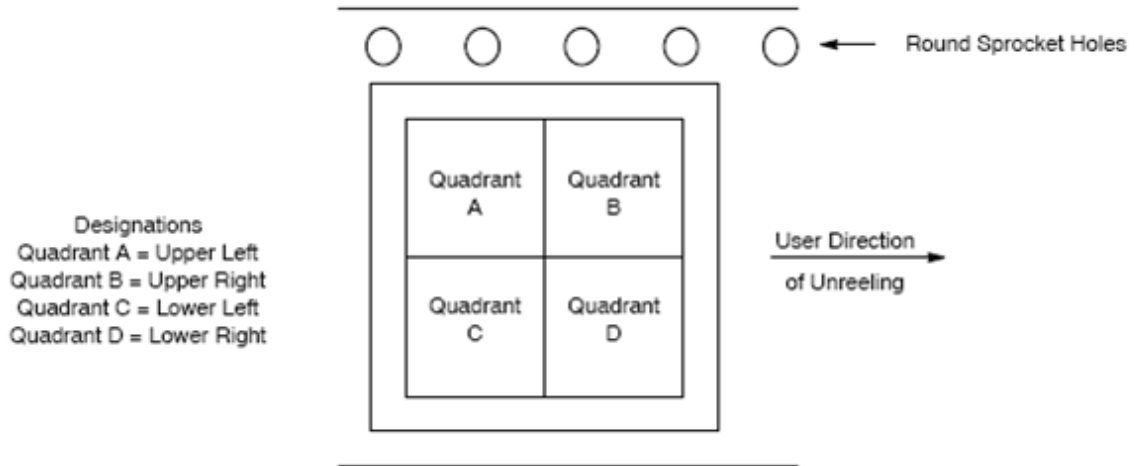 Round Sprocket Holes
Quadrant
A
Quadrant
B
Designations
Quadrant A = Upper Left
Quadrant B = Upper Right
Quadrant C = Lower Left
Quadrant D = Lower Right
Quadrant
C
Quadrant
D
User Direction
of Unreeling